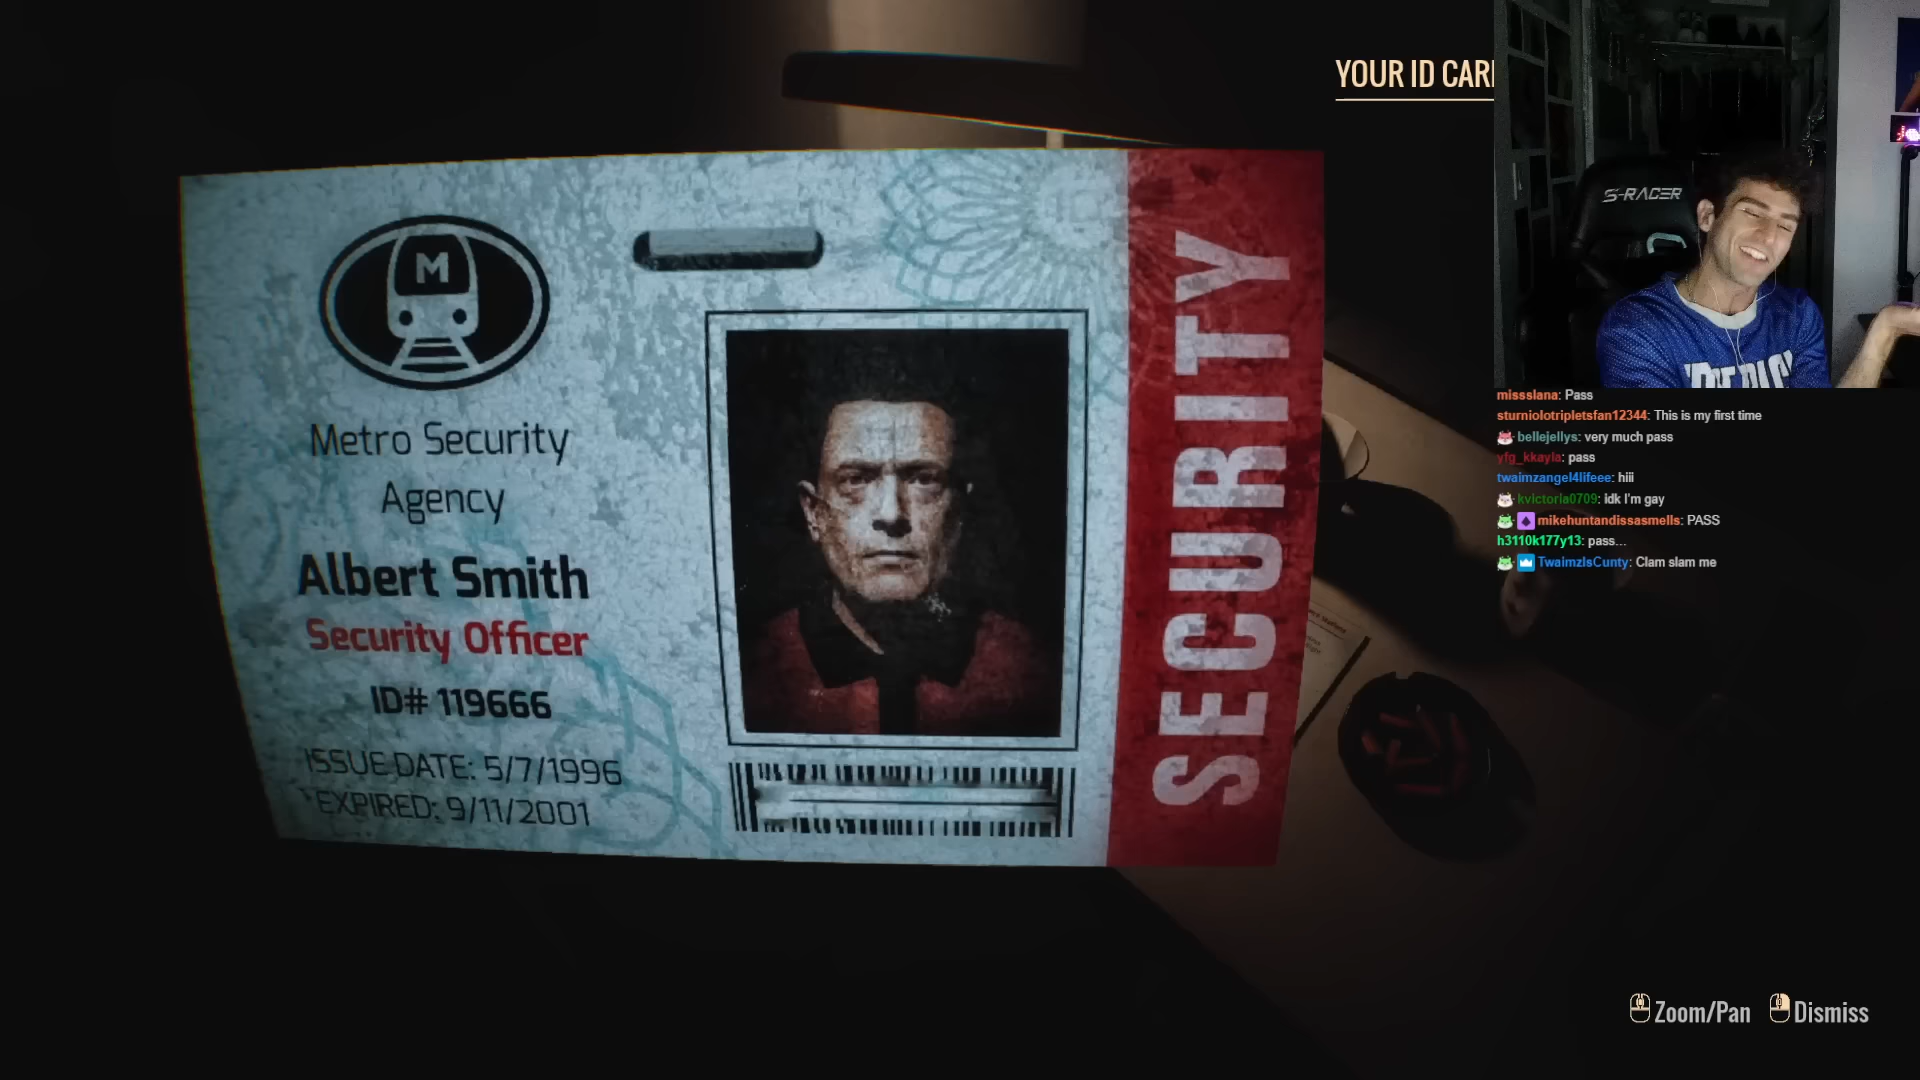 YOUR ID CAR
M
Metro Security
Agency
Albert Smith
Security Officer
ID# 119666
ISSUE DATE: 5/7/1996
EXPIRED: 9/11/2001
SECURITY
S-RACER
missslana: Pass
sturniolotripletsfan12344: This is my first time
bellejellys: very much pass
yfg_kkayla: pass
twaimzangel4lifeee: hiii
kvictoria0709: idk I'm gay
mikehuntandissasmells: PASS
h3110k177y13: pass...
TwaimzIsCunty: Clam slam me
Zoom/Pan
Dismiss